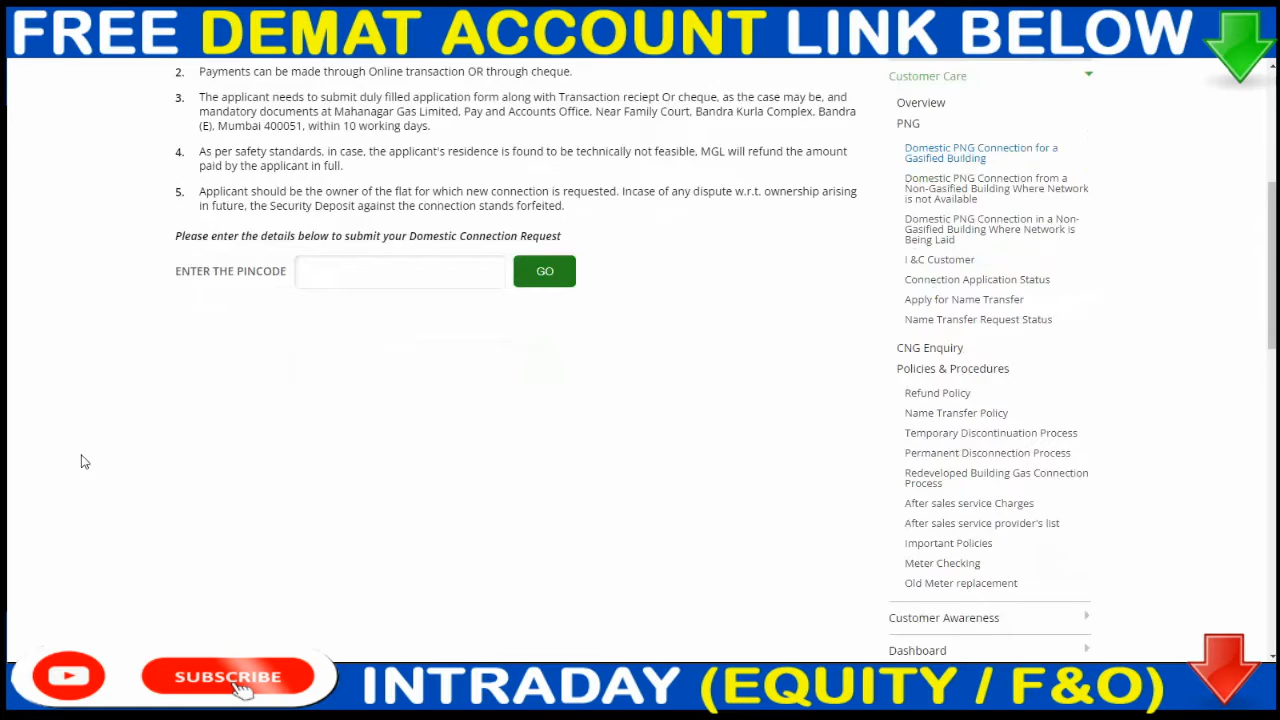 FREE DEMAT ACCOUNT LINK BELOW
2. Payments can be made through Online transaction OR through cheque.
3. The applicant needs to submit duly filled application form along with Transaction reciept Or cheque, as the case may be, and
mandatory documents at Mahanagar Gas Limited, Pay and Accounts Office. Near Family Court, Bandra Kurla Complex, Bandra
(E), Mumbai 400051, within 10 working days.
4. As per safety standards, in case, the applicant's residence is found to be technically not feasible, MGL will refund the amount
paid by the applicant in full.
5. Applicant should be the owner of the flat for which new connection is requested. Incase of any dispute w.r.t. ownership arising
in future, the Security Deposit against the connection stands forfeited.
Please enter the details below to submit your Domestic Connection Request
ENTER THE PINCODE
GO
Customer Care
Overview
PNG
Domestic PNG Connection for a
Gasified Building
Domestic PNG Connection from a
Non-Gasified Building Where Network
is not Available
Domestic PNG Connection in a Non-
Gasified Building Where Network is
Being Laid
I &C Customer
Connection Application Status
Apply for Name Transfer
Name Transfer Request Status
CNG Enquiry
Policies & Procedures
Refund Policy
Name Transfer Policy
Temporary Discontinuation Process
Permanent Disconnection Process
Redeveloped Building Gas Connection
Process
After sales service Charges
After sales service provider's list
Important Policies
Meter Checking
Old Meter replacement
Customer Awareness
Dashboard
SUBSCRIBE
INTRADAY (EQUITY / F&O)